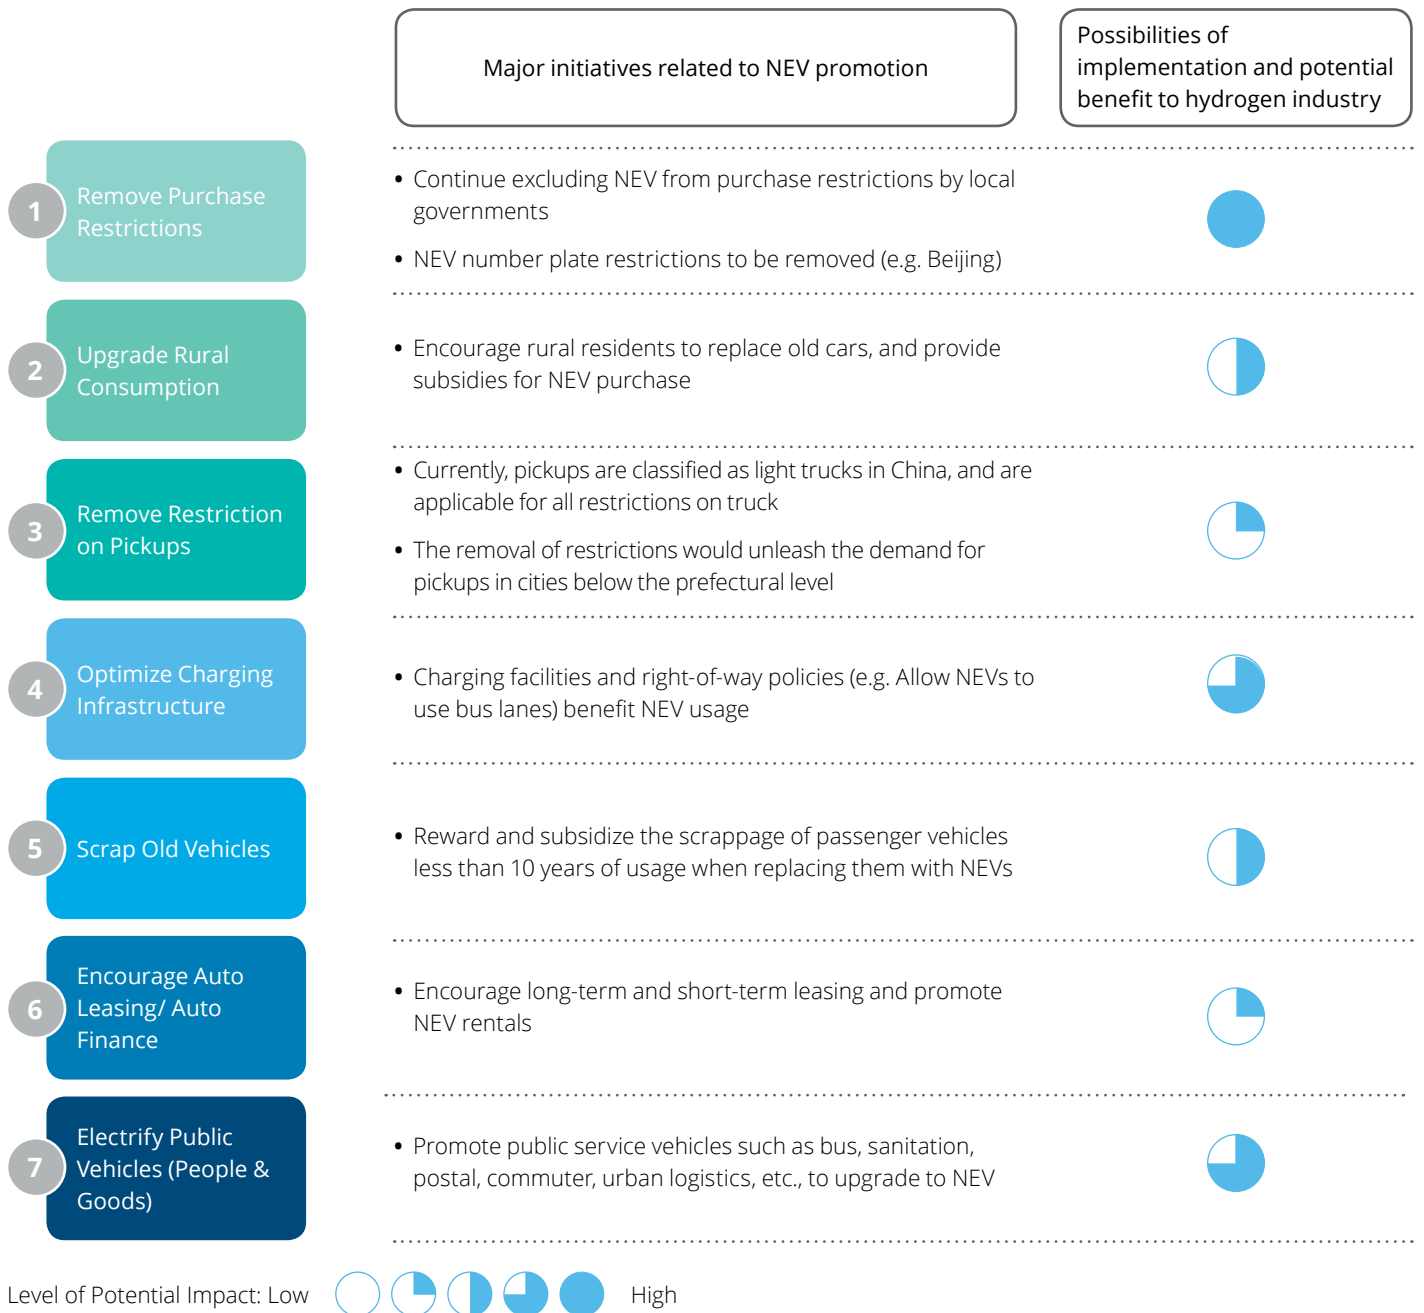 Major initiatives related to NEV promotion
Possibilities of
implementation and potential
benefit to hydrogen industry
1
Remove Purchase
Restrictions
• Continue excluding NEV from purchase restrictions by local
governments
• NEV number plate restrictions to be removed (e.g. Beijing)
2
Upgrade Rural
Consumption
• Encourage rural residents to replace old cars, and provide
subsidies for NEV purchase
3
Remove Restriction
on Pickups
• Currently, pickups are classified as light trucks in China, and are
applicable for all restrictions on truck
• The removal of restrictions would unleash the demand for
pickups in cities below the prefectural level
4
Optimize Charging
Infrastructure
• Charging facilities and right-of-way policies (e.g. Allow NEVs to
use bus lanes) benefit NEV usage
5
Scrap Old Vehicles
• Reward and subsidize the scrappage of passenger vehicles
less than 10 years of usage when replacing them with NEVs
6
Encourage Auto
Leasing/ Auto
Finance
• Encourage long-term and short-term leasing and promote
NEV rentals
7
Electrify Public
Vehicles (People &
Goods)
• Promote public service vehicles such as bus, sanitation,
postal, commuter, urban logistics, etc., to upgrade to NEV
Level of Potential Impact: Low
High